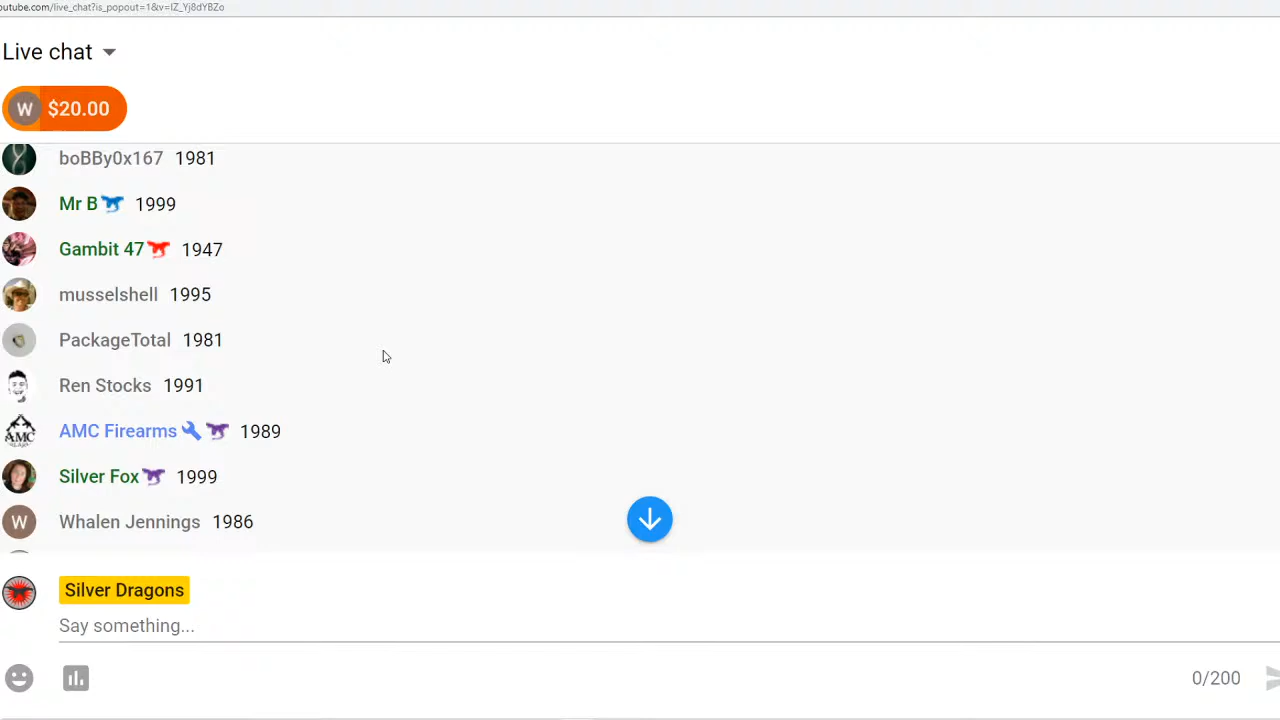 outube.com/live_chat?is_popout=1&v=IZ_Yj8dYBZo
Live chat
W $20.00
boBBy0x167 1981
Mr B 1999
Gambit 47 1947
musselshell 1995
PackageTotal 1981
Ren Stocks 1991
AMC AMC Firearms 1989
Silver Fox 1999
W Whalen Jennings 1986
Silver Dragons
Say something...
0/200